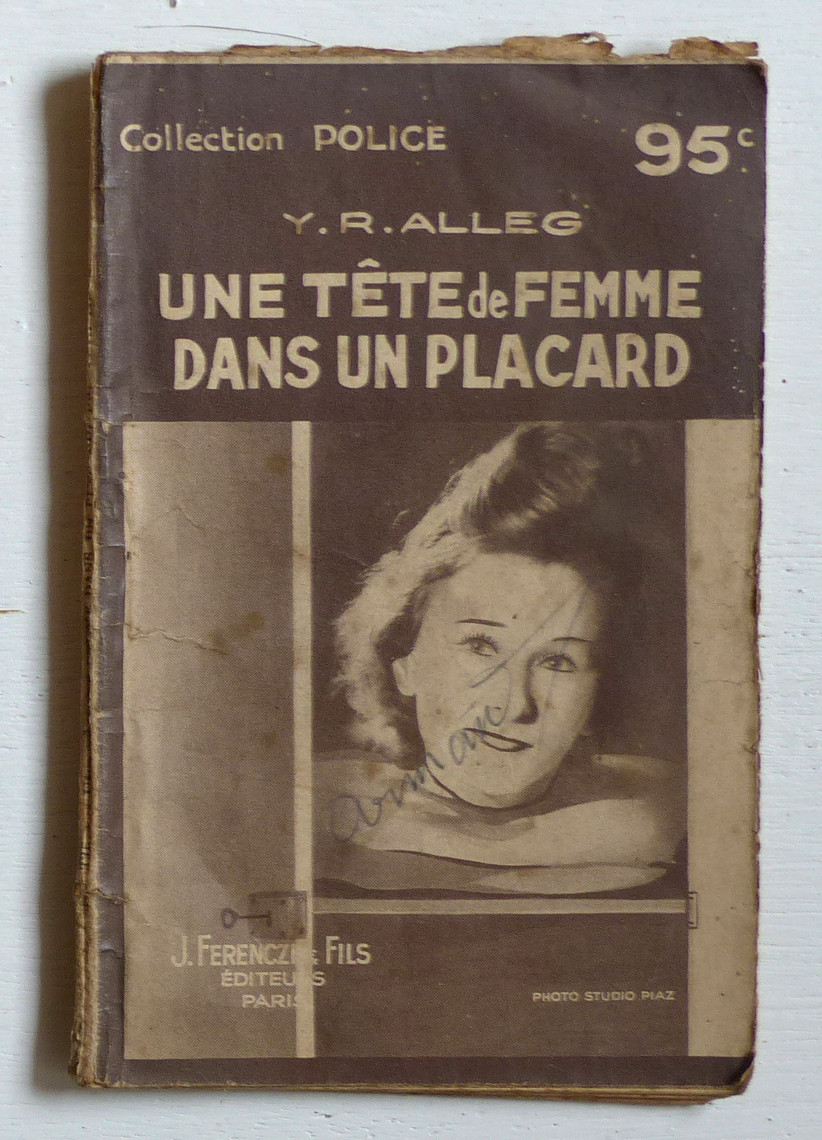 Collection POLICE
95c
Y.R.ALLEG
UNE TÊTE de FEMME
DANS UN PLACARD
J. FERENCZI & FILS
ÉDITEURS
PARIS
PHOTO STUDIO PIAZ